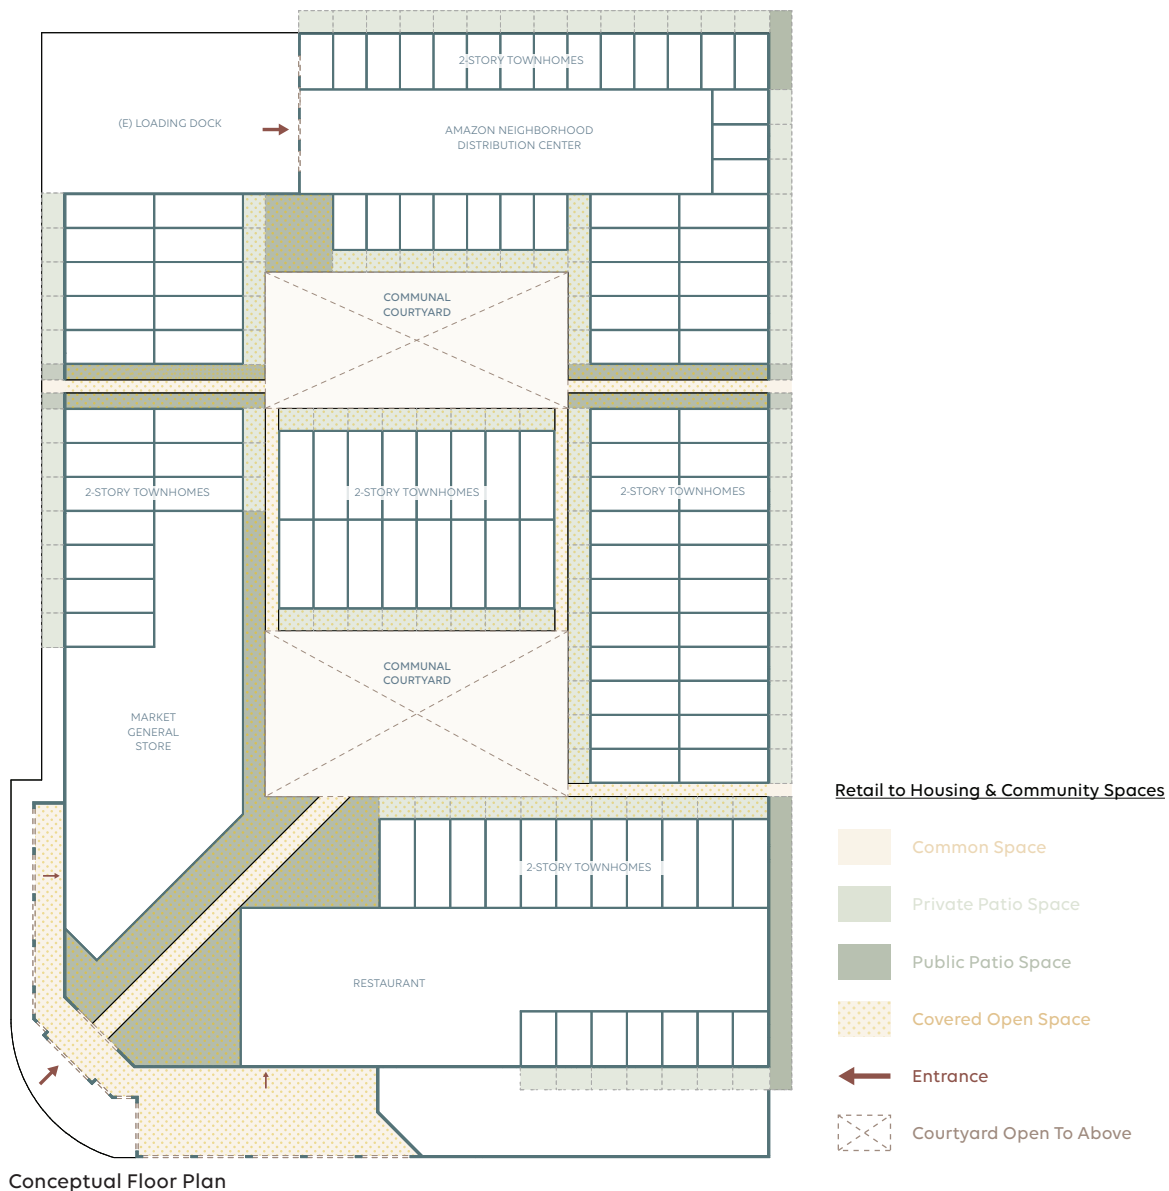 2-STORY TOWNHOMES
(E) LOADING DOCK
AMAZON NEIGHBORHOOD
DISTRIBUTION CENTER
COMMUNAL
COURTYARD
2-STORY TOWNHOMES
2-STORY TOWNHOMES
2-STORY TOWNHOMES
COMMUNAL
COURTYARD
MARKET
GENERAL
STORE
2-STORY TOWNHOMES
RESTAURANT
Retail to Housing & Community Spaces
Common Space
Private Patio Space
Public Patio Space
Covered Open Space
Entrance
Courtyard Open To Above
Conceptual Floor Plan